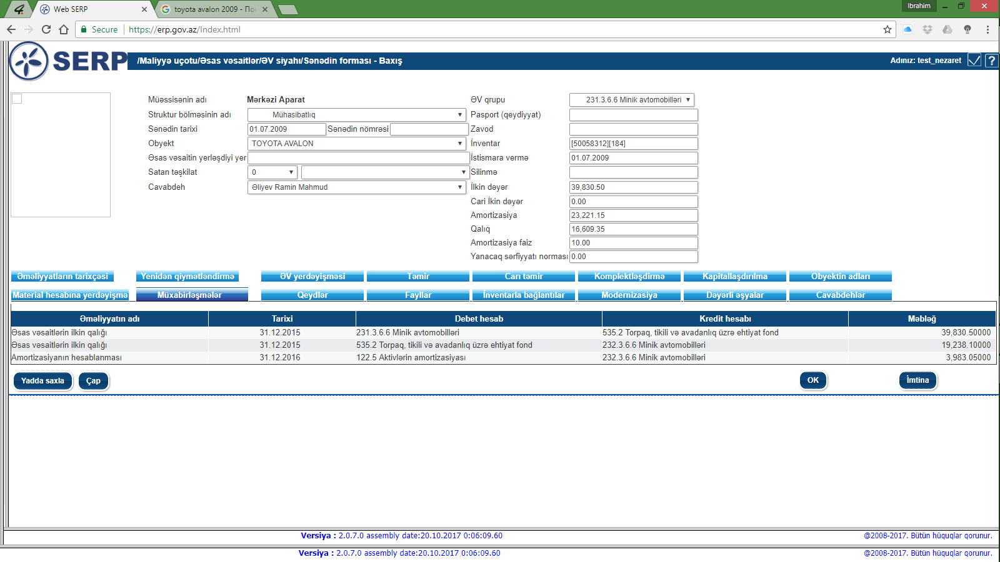 Ibrahim
Web SERP
toyota avalon 2009 - По
Secure https://erp.gov.az/Index.html
SERP
/Maliyyə uçotu/Əsas vəsaitlər/ƏV siyahı/Sənədin forması - Baxış
Adınız: test_nezaret
?
Müəssisənin adı Mərkəzi Aparat
Struktur bölməsinin adı Mühasibatlıq
Sənədin tarixi 01.07.2009 Sənədin nömrəsi
Obyekt TOYOTA AVALON
Əsas vəsaitin yerləşdiyi yer
Satan təşkilat 0
Cavabdeh Əliyev Ramin Mahmud
ƏV qrupu 231.3.6.6 Minik avtomobilləri
Pasport (qeydiyyat)
Zavod
İnventar [50058312][184]
İstismara vermə 01.07.2009
Silinmə
İlkin dəyər 39,830.50
Cari İkin dəyər 0.00
Amortizasiya 23,221.15
Qalıq 16,609.35
Amortizasiya faiz 10.00
Yanacaq sərfiyyatı norması 0.00
Əməliyyatların tarixçəsi Yenidən qiymətləndirmə ƏV yerdəyişməsi Təmir Cari təmir Komplektləşdirmə Kapitallaşdırılma Obyektin adları
Material hesabına yerdəyişmə Müxabirləşmələr Qeydlər Fayllar İnventarla bağlantılar Modernizasiya Dəyərli əşyalar Cavabdehlər
Əməliyyatın adı Tarixi Debet hesab Kredit hesabı Məbləğ
Əsas vəsaitlərin ilkin qalığı 31.12.2015 231.3.6.6 Minik avtomobilləri 535.2 Torpaq, tikili və avadanlıq üzrə ehtiyat fond 39,830.50000
Əsas vəsaitlərin ilkin qalığı 31.12.2015 535.2 Torpaq, tikili və avadanlıq üzrə ehtiyat fond 232.3.6.6 Minik avtomobilləri 19,238.10000
Amortizasiyanın hesablanması 31.12.2016 122.5 Aktivlərin amortizasiyası 232.3.6.6 Minik avtomobilləri 3,983.05000
Yadda saxla Çap OK İmtina
Versiya : 2.0.7.0 assembly date:20.10.2017 0:06:09.60 @2008-2017. Bütün hüquqlar qorunur.
Versiya : 2.0.7.0 assembly date:20.10.2017 0:06:09.60 @2008-2017. Bütün hüquqlar qorunur.